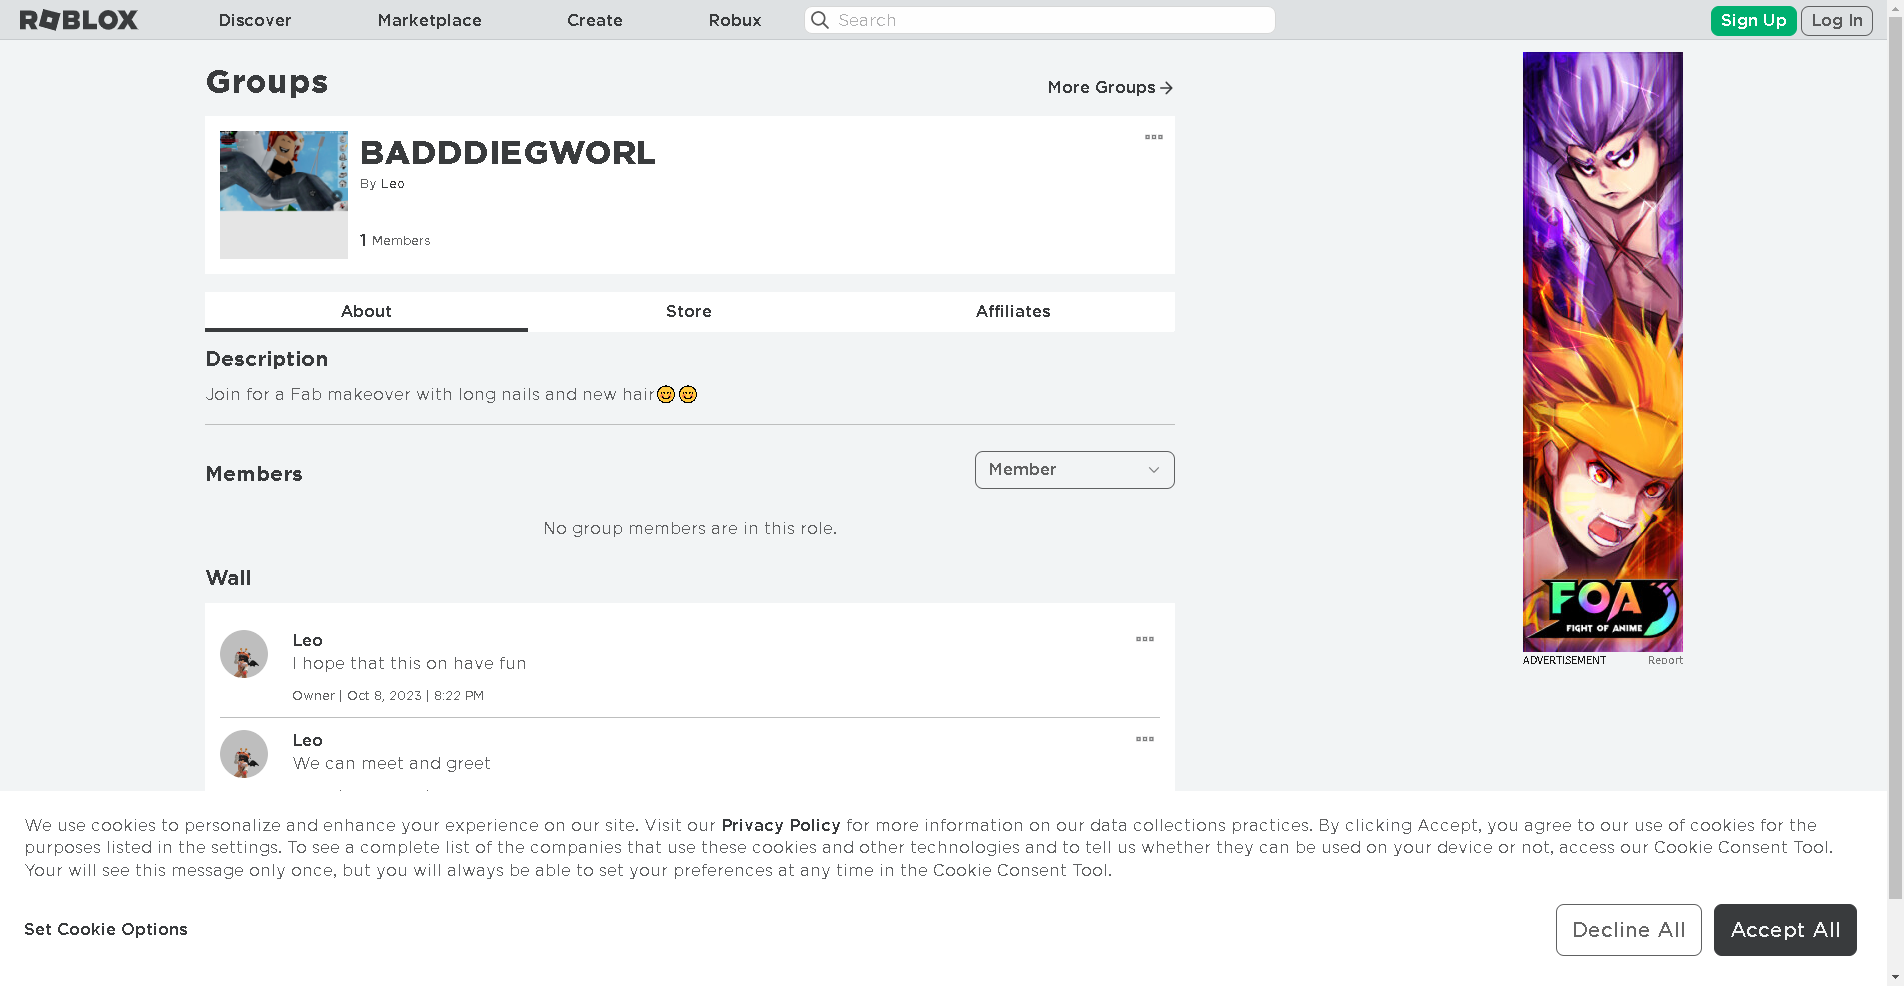 ROBLOX
Discover
Marketplace
Create
Robux
Search
Sign Up
Log In
Groups
More Groups
BADDDIEGWORL
By Leo
1 Members
About
Store
Affiliates
Description
Join for a Fab makeover with long nails and new hair😊😊
Members
Member
No group members are in this role.
Wall
Leo
I hope that this on have fun
Owner | Oct 8, 2023 | 8:22 PM
Leo
We can meet and greet
FOA
FIGHT OF ANIME
ADVERTISEMENT
Report
We use cookies to personalize and enhance your experience on our site. Visit our Privacy Policy for more information on our data collections practices. By clicking Accept, you agree to our use of cookies for the
purposes listed in the settings. To see a complete list of the companies that use these cookies and other technologies and to tell us whether they can be used on your device or not, access our Cookie Consent Tool.
Your will see this message only once, but you will always be able to set your preferences at any time in the Cookie Consent Tool.
Set Cookie Options
Decline All
Accept All